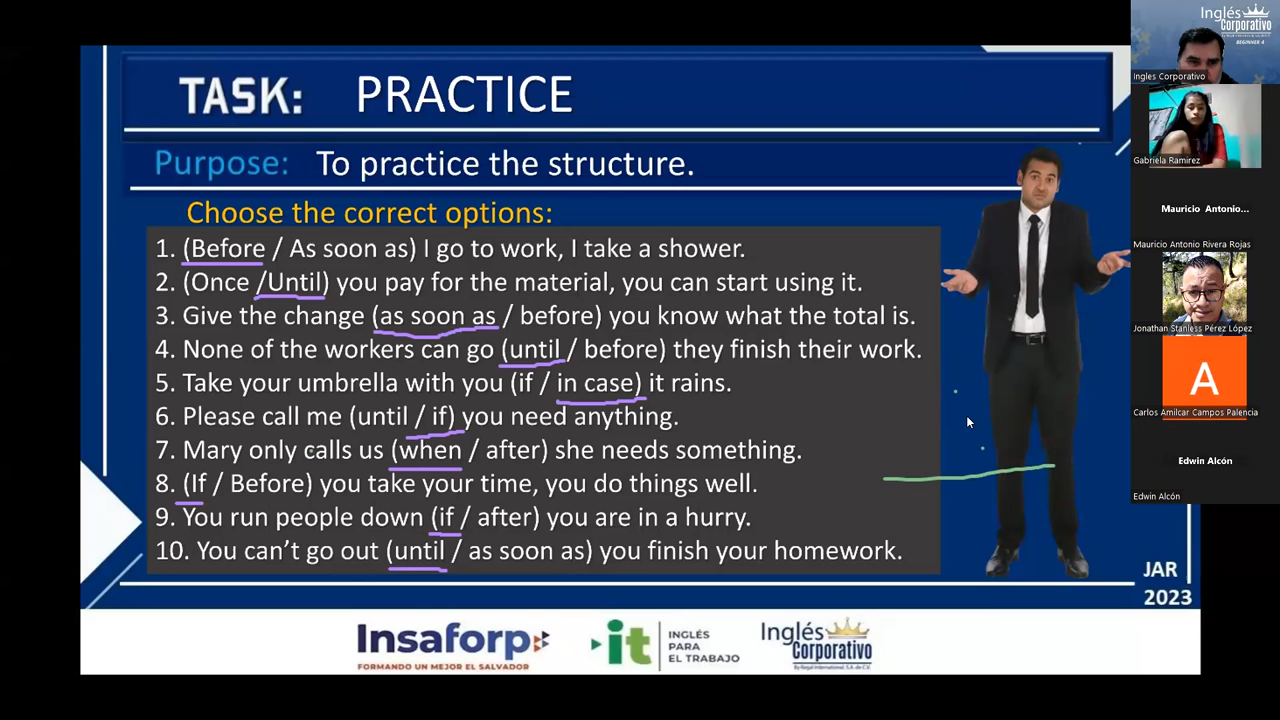 TASK: PRACTICE
Purpose: To practice the structure.
Choose the correct options:
1. (Before / As soon as) I go to work, I take a shower.
2. (Once /Until) you pay for the material, you can start using it.
3. Give the change (as soon as / before) you know what the total is.
4. None of the workers can go (until / before) they finish their work.
5. Take your umbrella with you (if / in case) it rains.
6. Please call me (until / if) you need anything.
7. Mary only calls us (when / after) she needs something.
8. (If / Before) you take your time, you do things well.
9. You run people down (if / after) you are in a hurry.
10. You can't go out (until / as soon as) you finish your homework.
JAR
2023
Insaforp
FORMANDO UN MEJOR EL SALVADOR
it
INGLÉS
PARA
EL TRABAJO
Inglés
Corporativo
By Regal International, S.A. de C.V.
Inglés
Corporativo
BEGINNER 4
Ingles Corporativo
Gabriela Ramirez
Mauricio Antonio...
Mauricio Antonio Rivera Rojas
Jonathan Stanless Pérez López
A
Carlos Amilcar Campos Palencia
Edwin Alcón
Edwin Alcón